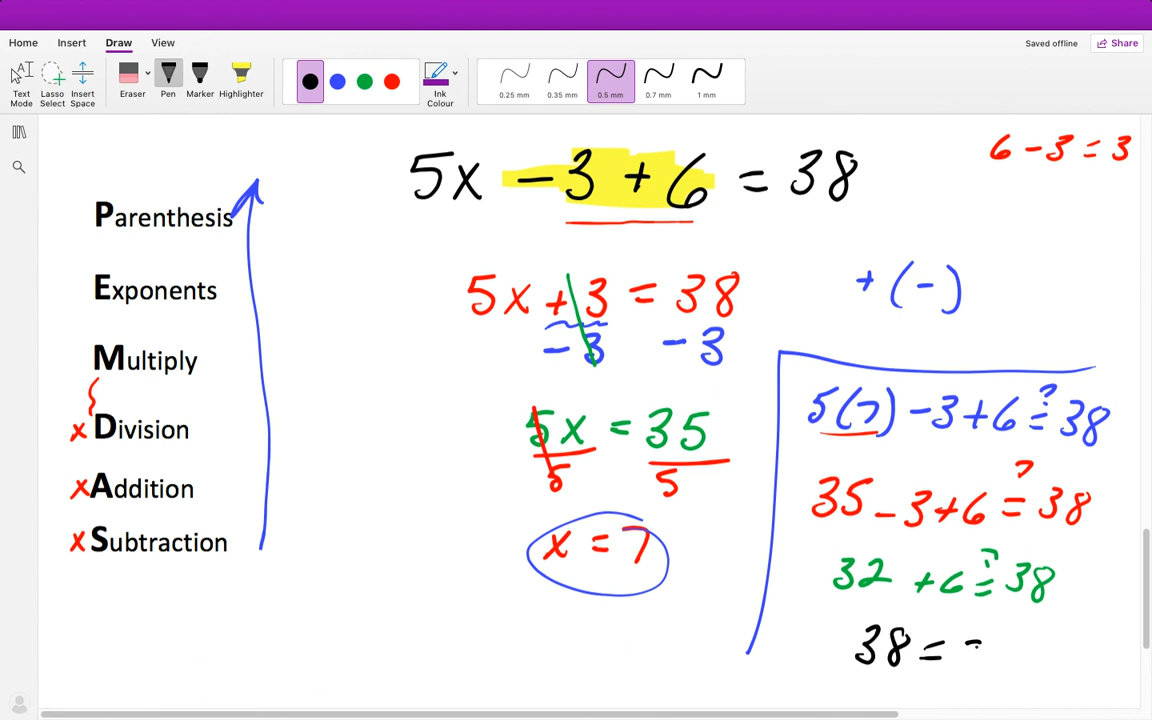 Home Insert Draw View
Saved offline Share
Text Mode
Lasso Select
Insert Space
Eraser Pen Marker Highlighter
Ink Colour
0.25 mm 0.35 mm 0.5 mm 0.7 mm 1 mm
5x - 3 + 6 = 38
6 - 3 = 3
Parenthesis
Exponents
Multiply
x Division
x Addition
x Subtraction
5x + 3 = 38
- 3 - 3
5x = 35
5 5
x = 7
+ (-)
5(7) - 3 + 6 ?= 38
35 - 3 + 6 ?= 38
32 + 6 ?= 38
38 =